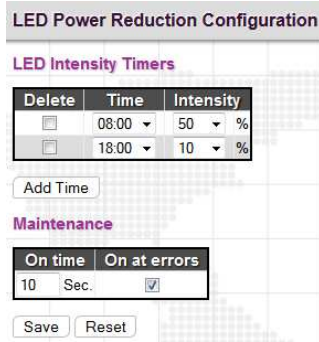 LED Power Reduction Configuration
LED Intensity Timers
Delete Time Intensity
08:00 50 %
18:00 10 %
Add Time
Maintenance
On time On at errors
10 Sec.
Save Reset